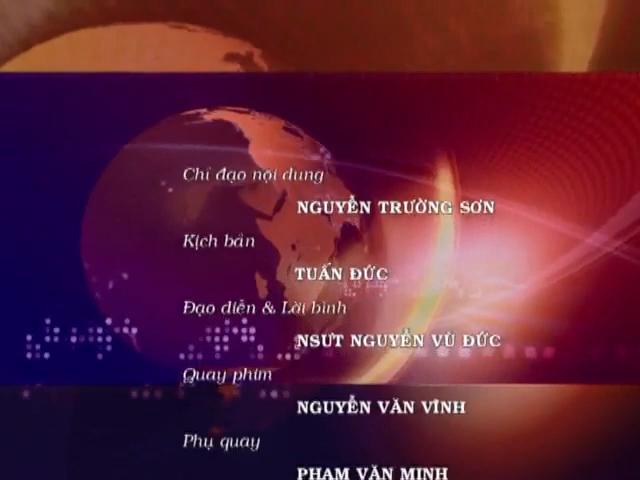 Chỉ đạo nội dung
NGUYỄN TRƯỜNG SƠN
Kịch bản
TUẤN ĐỨC
Đạo diễn & Lời bình
NSƯT NGUYỄN VŨ ĐỨC
Quay phim
NGUYỄN VĂN VĨNH
Phụ quay
PHẠM VĂN MINH